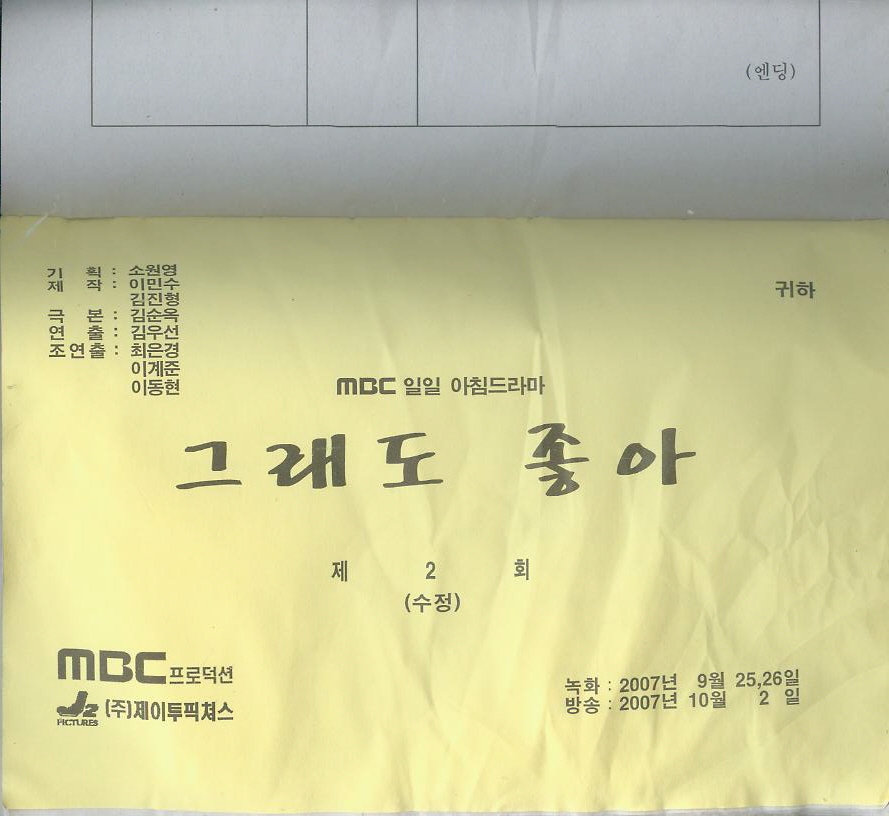 (엔딩)
기 획 : 소원영
제 작 : 이민수
김진형
극 본 : 김순옥
연 출 : 김우선
조연출 : 최은경
이계준
이동현
귀하
MBC 일일 아침드라마
그래도 좋아
제 2 회
(수정)
MBC 프로덕션
J2 PICTURES (주)제이투픽쳐스
녹화 : 2007년 9월 25,26일
방송 : 2007년 10월 2 일